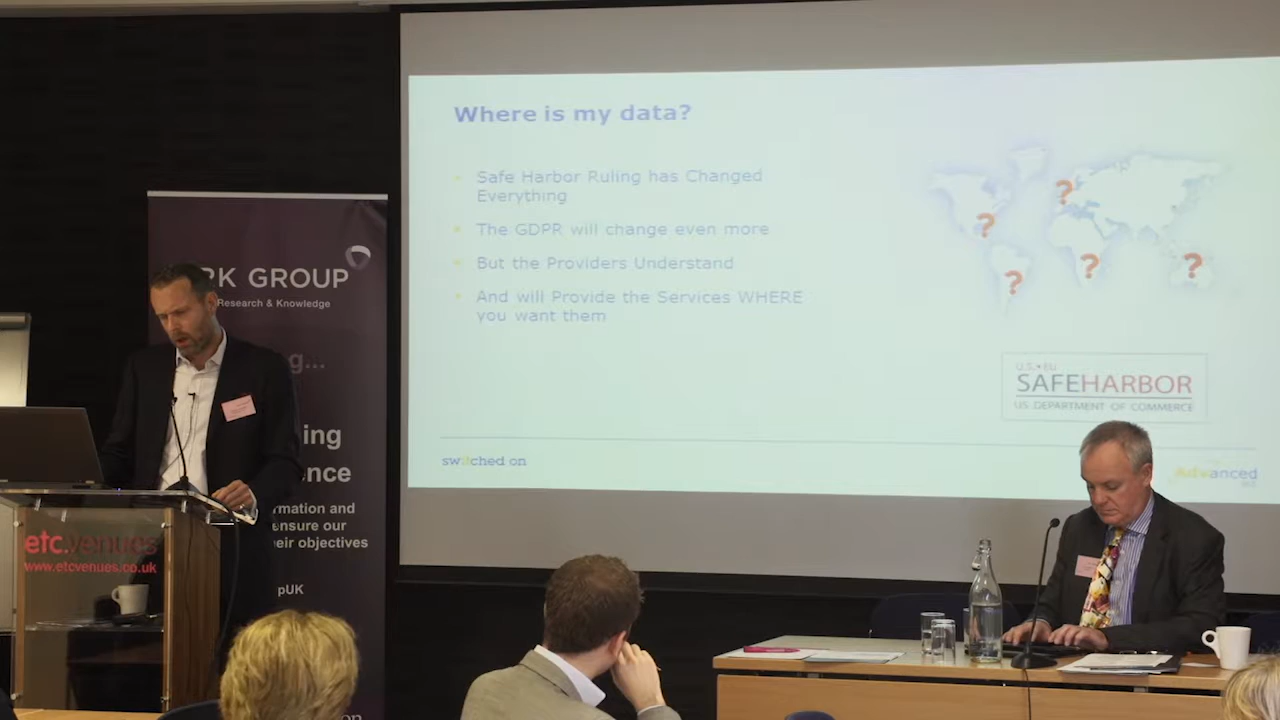 Where is my data?
Safe Harbor Ruling has Changed
Everything
The GDPR will change even more
But the Providers Understand
And will Provide the Services WHERE
you want them
?
?
?
?
?
U.S. EU
SAFEHARBOR
US DEPARTMENT OF COMMERCE
switched on
Advanced
RK GROUP
Research & Knowledge
g...
ing
nce
rmation and
ensure our
eir objectives
pUK
etc.venues
www.etcvenues.co.uk